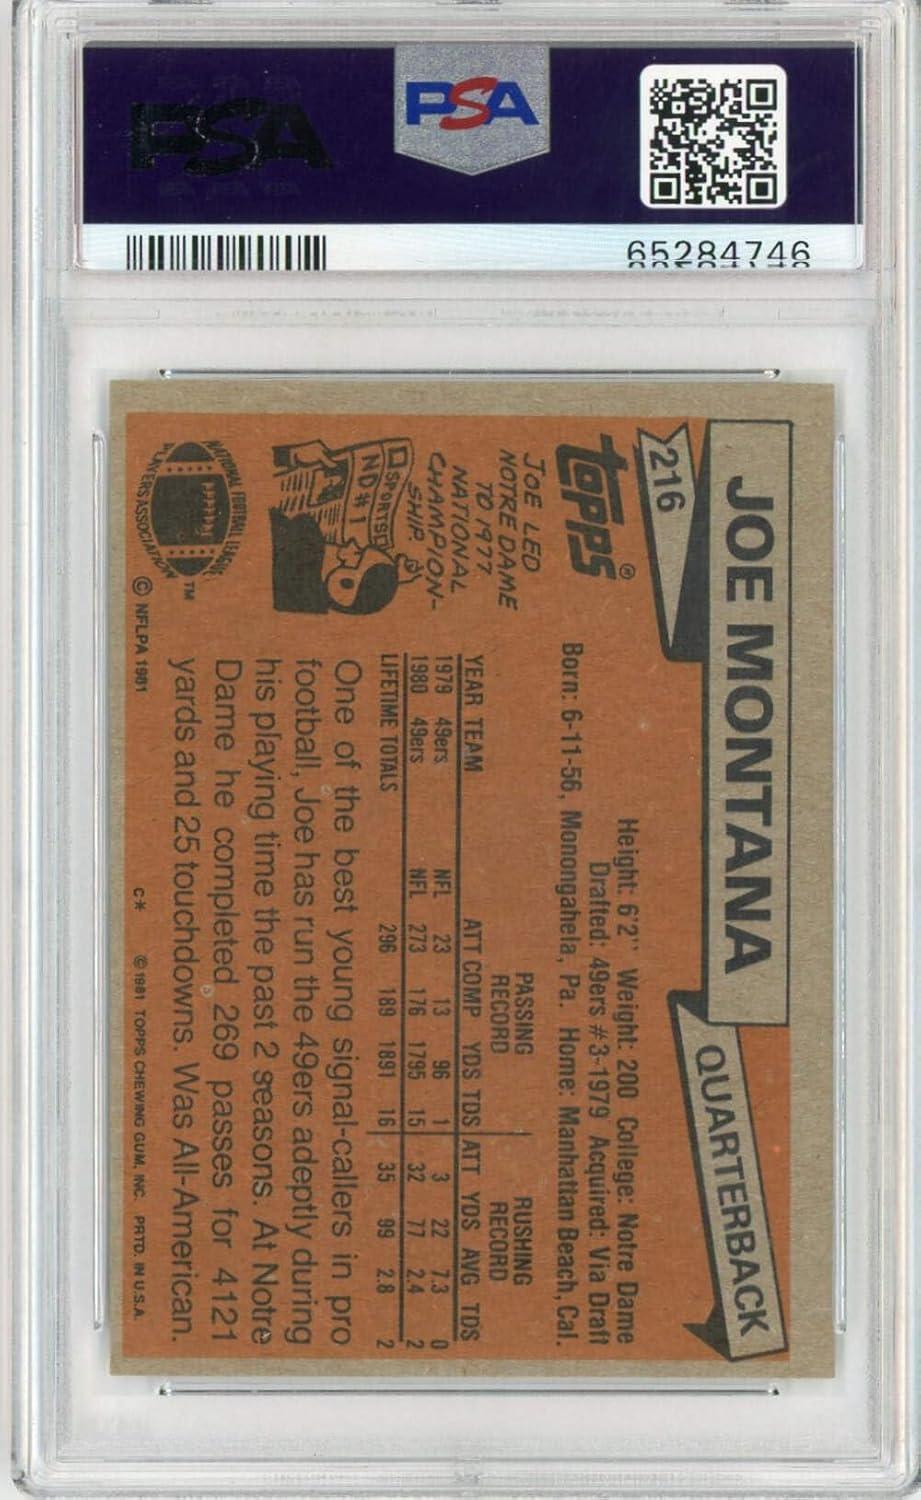 PSA
PSA
65284746
JOE MONTANA
QUARTERBACK
216
topps®
Height: 6'2" Weight: 200 College: Notre Dame
Drafted: 49ers #3-1979 Acquired: Via Draft
Born: 6-11-56, Monongahela, Pa. Home: Manhattan Beach, Cal.
JOE LED
NOTRE DAME
TO 1977
NATIONAL
CHAMPION-
SHIP.
SPORTS
ND #1
PASSING RECORD RUSHING RECORD
YEAR TEAM ATT COMP YDS TDS ATT YDS AVG TDS
1979 49ers NFL 23 13 96 1 3 22 7.3 0
1980 49ers NFL 273 176 1795 15 32 77 2.4 2
LIFETIME TOTALS 296 189 1891 16 35 99 2.8 2
One of the best young signal-callers in pro
football, Joe has run the 49ers adeptly during
his playing time the past 2 seasons. At Notre
Dame he completed 269 passes for 4121
yards and 25 touchdowns. Was All-American.
NATIONAL FOOTBALL LEAGUE
PLAYERS ASSOCIATION
TM
© NFLPA 1981
C* © 1981 TOPPS CHEWING GUM, INC. PRTD. IN U.S.A.